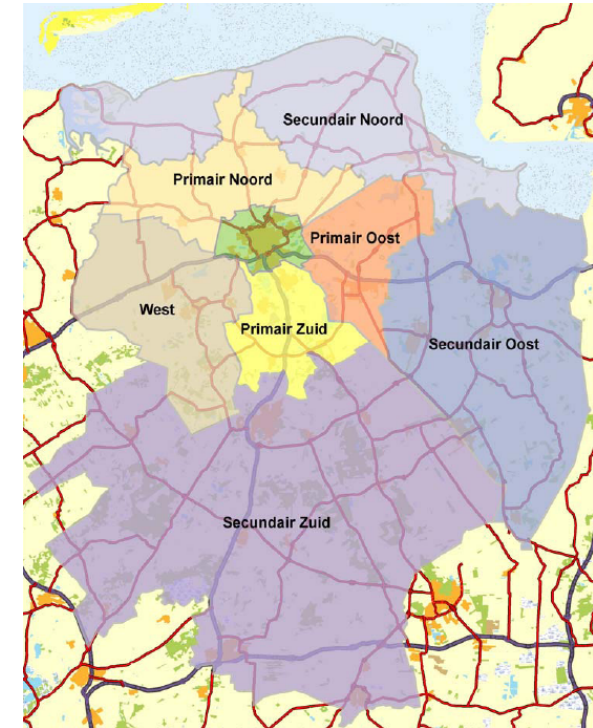 Secundair Noord
Primair Noord
Primair Oost
West
Primair Zuid
Secundair Oost
Secundair Zuid